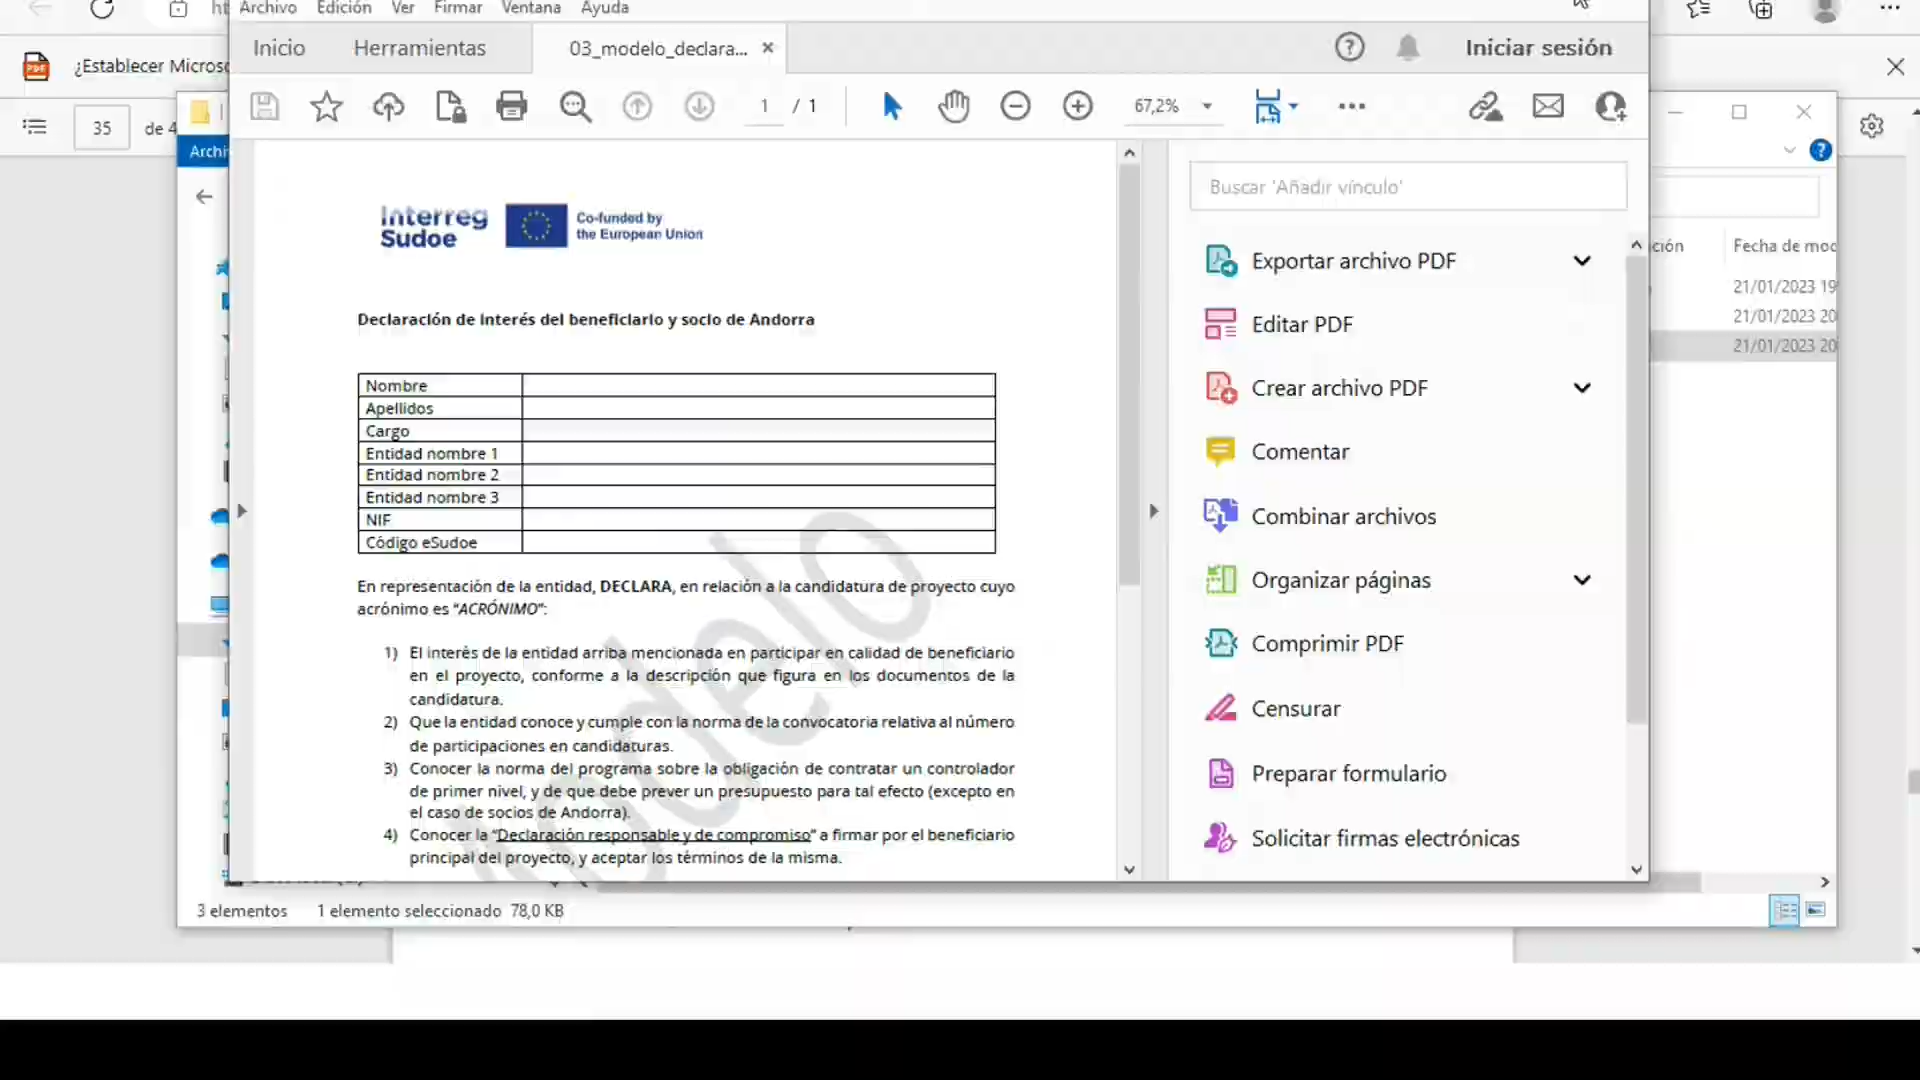 Archivo Edición Ver Firmar Ventana Ayuda
Inicio Herramientas 03_modelo_declara... Iniciar sesión
PDF ¿Establecer Micros
35 de 4
1 / 1 67,2%
Archi
Interreg Sudoe
Co-funded by
the European Union
Declaración de interés del beneficiario y socio de Andorra
Nombre
Apellidos
Cargo
Entidad nombre 1
Entidad nombre 2
Entidad nombre 3
NIF
Código eSudoe
En representación de la entidad, DECLARA, en relación a la candidatura de proyecto cuyo
acrónimo es “ACRÓNIMO”:
1) El interés de la entidad arriba mencionada en participar en calidad de beneficiario
en el proyecto, conforme a la descripción que figura en los documentos de la
candidatura.
2) Que la entidad conoce y cumple con la norma de la convocatoria relativa al número
de participaciones en candidaturas.
3) Conocer la norma del programa sobre la obligación de contratar un controlador
de primer nivel, y de que debe prever un presupuesto para tal efecto (excepto en
el caso de socios de Andorra).
4) Conocer la “Declaración responsable y de compromiso” a firmar por el beneficiario
principal del proyecto, y aceptar los términos de la misma.
odelo
Buscar 'Añadir vínculo'
Exportar archivo PDF
Editar PDF
Crear archivo PDF
Comentar
Combinar archivos
Organizar páginas
Comprimir PDF
Censurar
Preparar formulario
Solicitar firmas electrónicas
ción Fecha de mod
21/01/2023 19
21/01/2023 20
21/01/2023 20
3 elementos 1 elemento seleccionado 78,0 KB